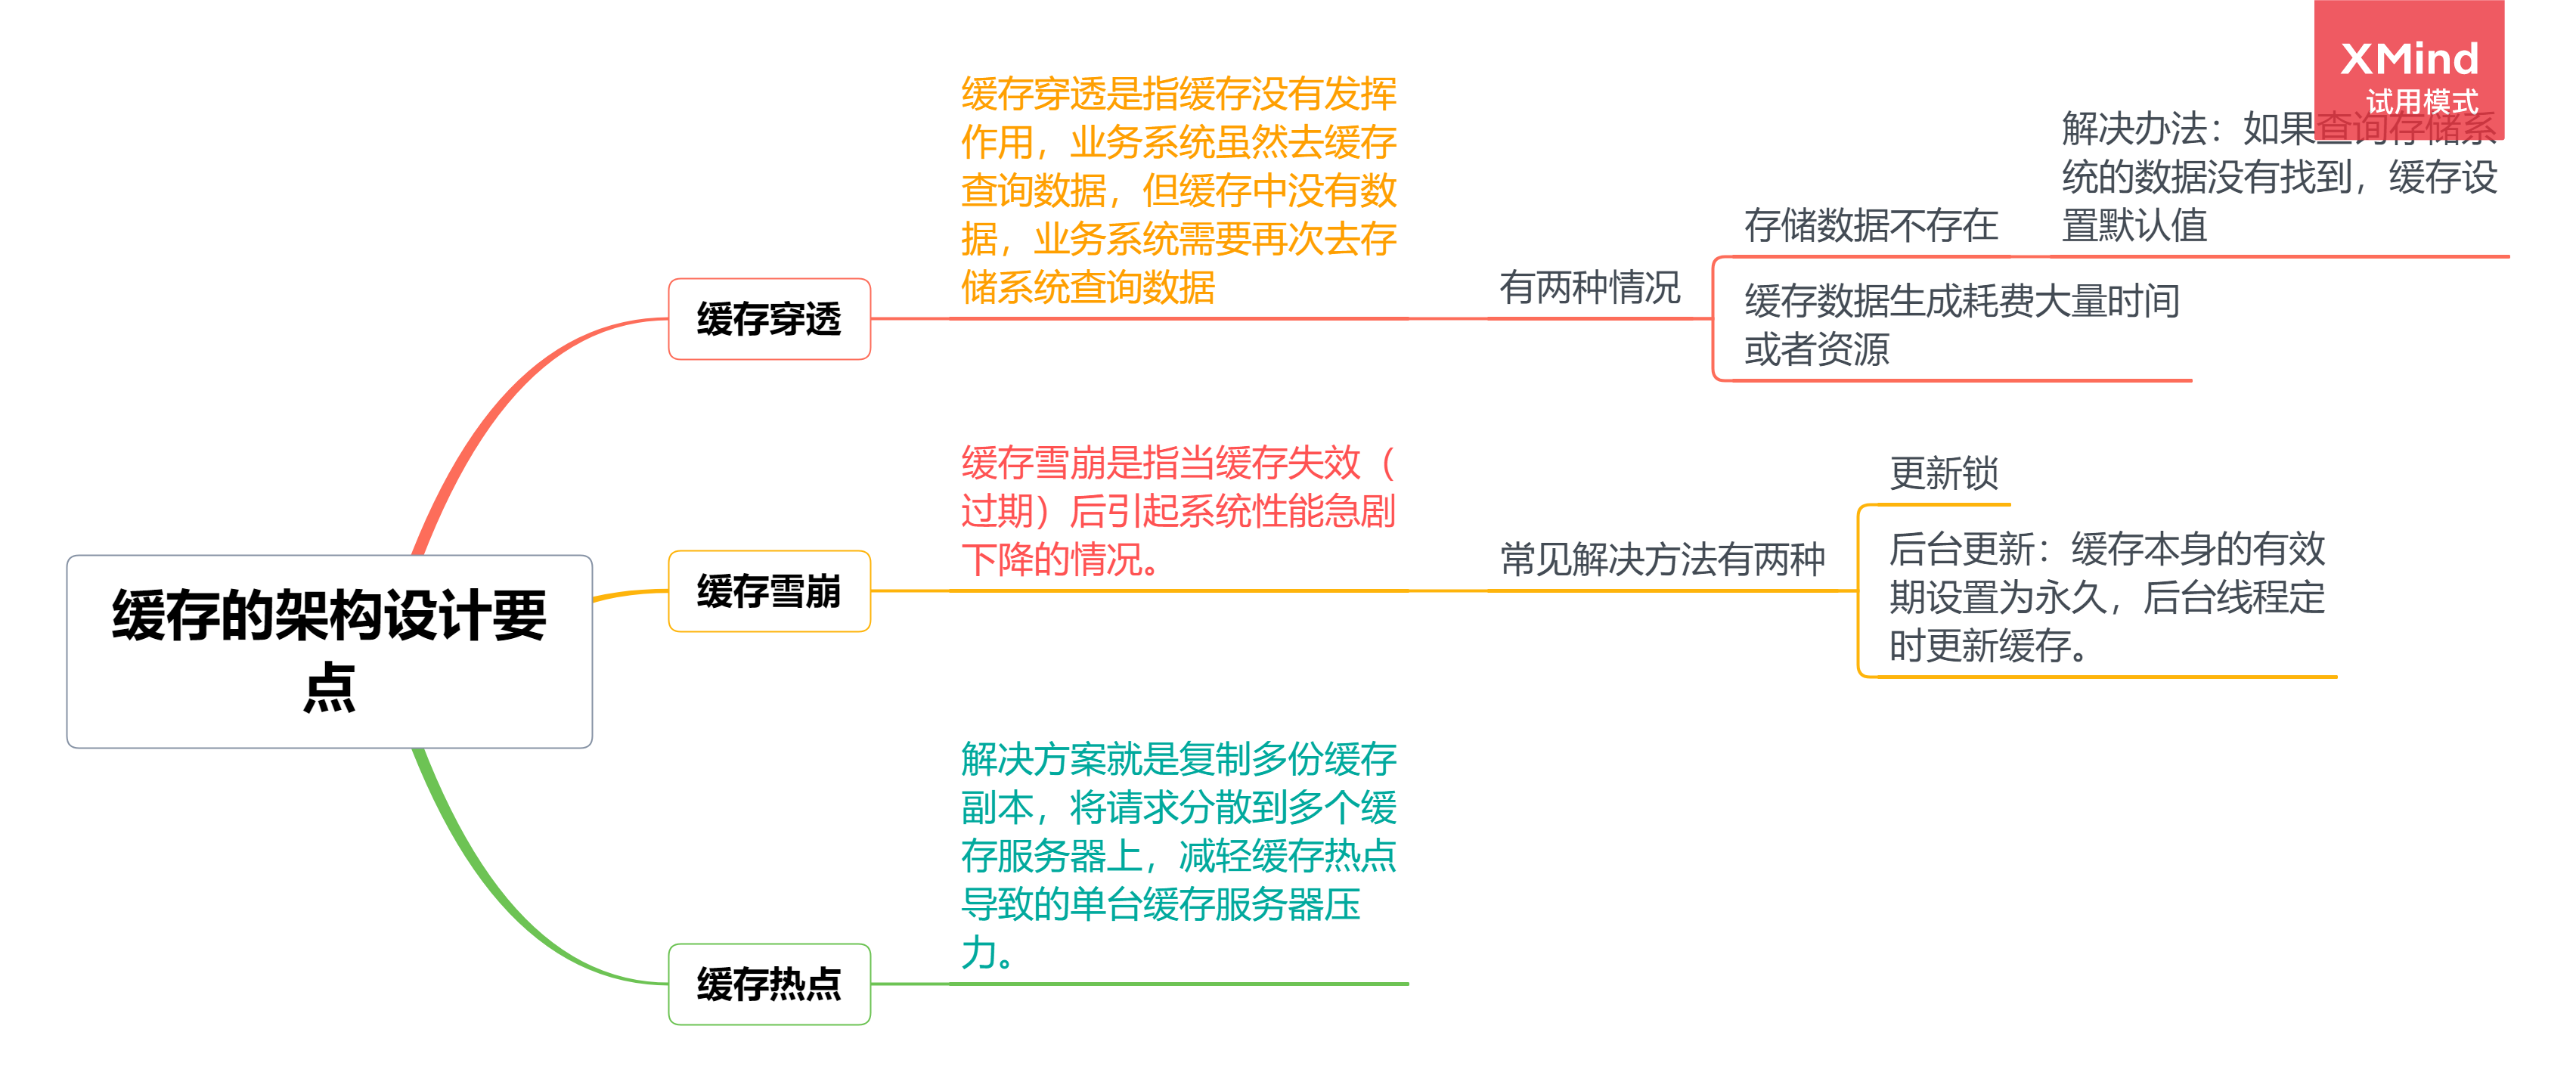 XMind
试用模式
缓存的架构设计要
点
缓存穿透
缓存穿透是指缓存没有发挥
作用，业务系统虽然去缓存
查询数据，但缓存中没有数
据，业务系统需要再次去存
储系统查询数据
有两种情况
存储数据不存在
解决办法：如果查询存储系
统的数据没有找到，缓存设
置默认值
缓存数据生成耗费大量时间
或者资源
缓存雪崩
缓存雪崩是指当缓存失效（
过期）后引起系统性能急剧
下降的情况。
常见解决方法有两种
更新锁
后台更新：缓存本身的有效
期设置为永久，后台线程定
时更新缓存。
缓存热点
解决方案就是复制多份缓存
副本，将请求分散到多个缓
存服务器上，减轻缓存热点
导致的单台缓存服务器压
力。